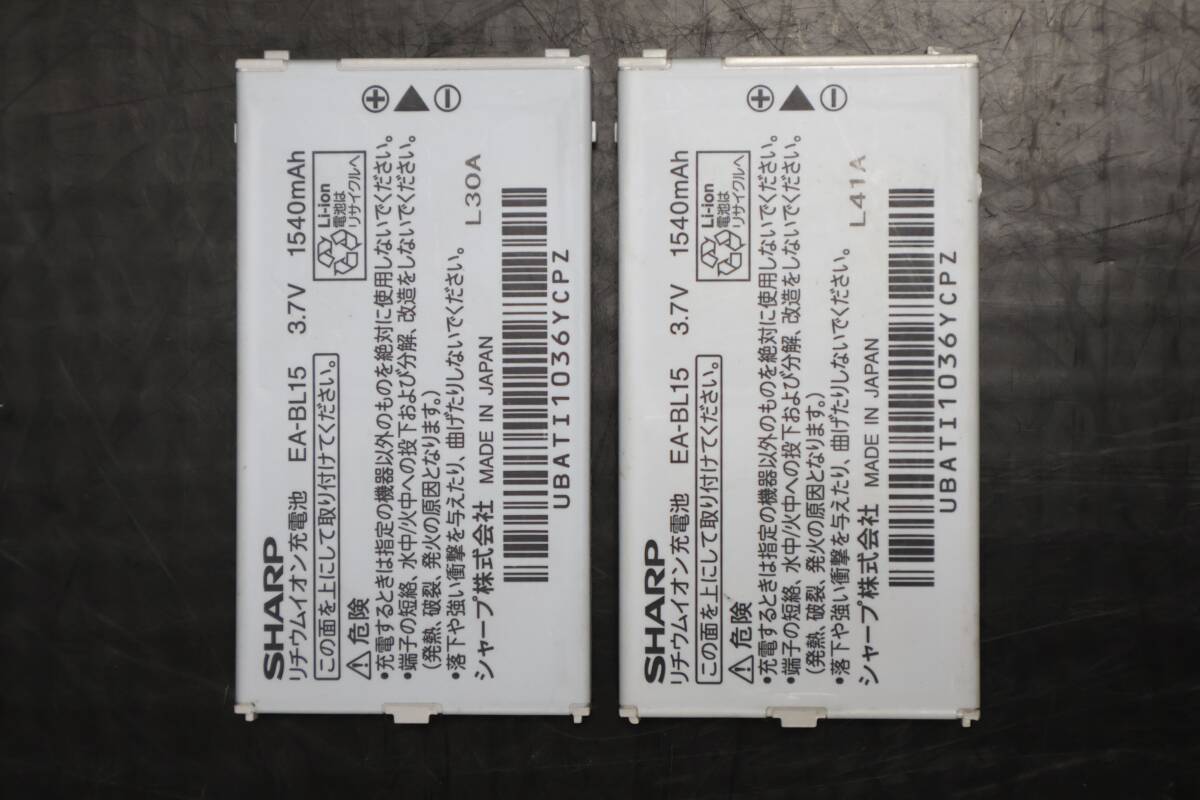 SHARP
リチウムイオン充電池 EA-BL15 3.7V 1540mAh
この面を上にして取り付けてください。
Li-ion
電池は
リサイクルへ
⚠危険
•充電するときは指定の機器以外のものを絶対に使用しないでください。
•端子の短絡、水中/火中への投下および分解、改造をしないでください。
(発熱、破裂、発火の原因となります。)
•落下や強い衝撃を与えたり、曲げたりしないでください。
シャープ株式会社 MADE IN JAPAN
L30A
UBATI1036YCPZ
⊕▲⊖
SHARP
リチウムイオン充電池 EA-BL15 3.7V 1540mAh
この面を上にして取り付けてください。
Li-ion
電池は
リサイクルへ
⚠危険
•充電するときは指定の機器以外のものを絶対に使用しないでください。
•端子の短絡、水中/火中への投下および分解、改造をしないでください。
(発熱、破裂、発火の原因となります。)
•落下や強い衝撃を与えたり、曲げたりしないでください。
シャープ株式会社 MADE IN JAPAN
L41A
UBATI1036YCPZ
⊕▲⊖